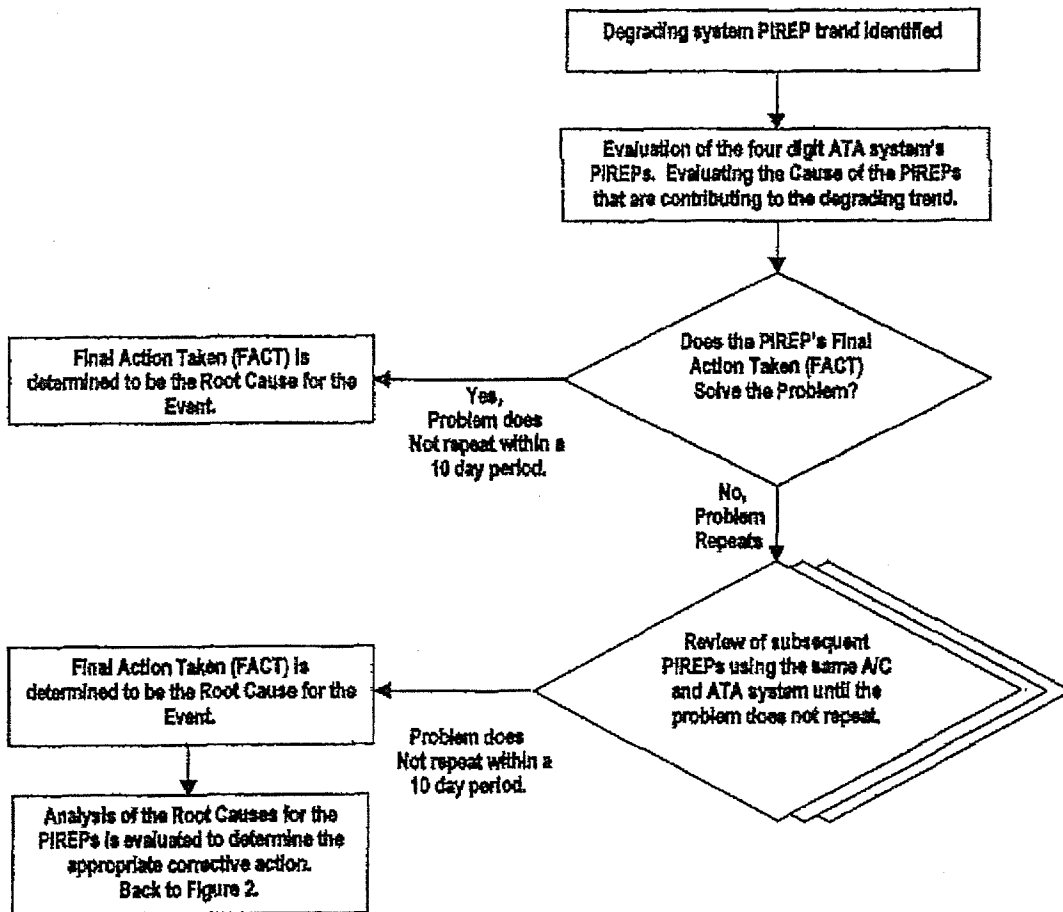 Degrading system PIREP trend identified
Evaluation of the four digit ATA system's
PIREPs. Evaluating the Cause of the PIREPs
that are contributing to the degrading trend.
Does the PIREP's Final
Action Taken (FACT)
Solve the Problem?
Yes,
Problem does
Not repeat within a
10 day period.
Final Action Taken (FACT) is
determined to be the Root Cause for the
Event.
No,
Problem
Repeats
Review of subsequent
PIREPs using the same A/C
and ATA system until the
problem does not repeat.
Problem does
Not repeat within a
10 day period.
Final Action Taken (FACT) is
determined to be the Root Cause for the
Event.
Analysis of the Root Causes for the
PIREPs is evaluated to determine the
appropriate corrective action.
Back to Figure 2.